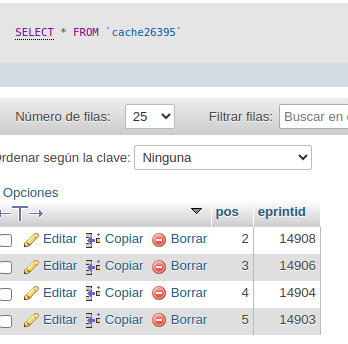 SELECT * FROM `cache26395`
Número de filas: 25 Filtrar filas: Buscar en
Ordenar según la clave: Ninguna
Opciones
pos eprintid
Editar Copiar Borrar 2 14908
Editar Copiar Borrar 3 14906
Editar Copiar Borrar 4 14904
Editar Copiar Borrar 5 14903